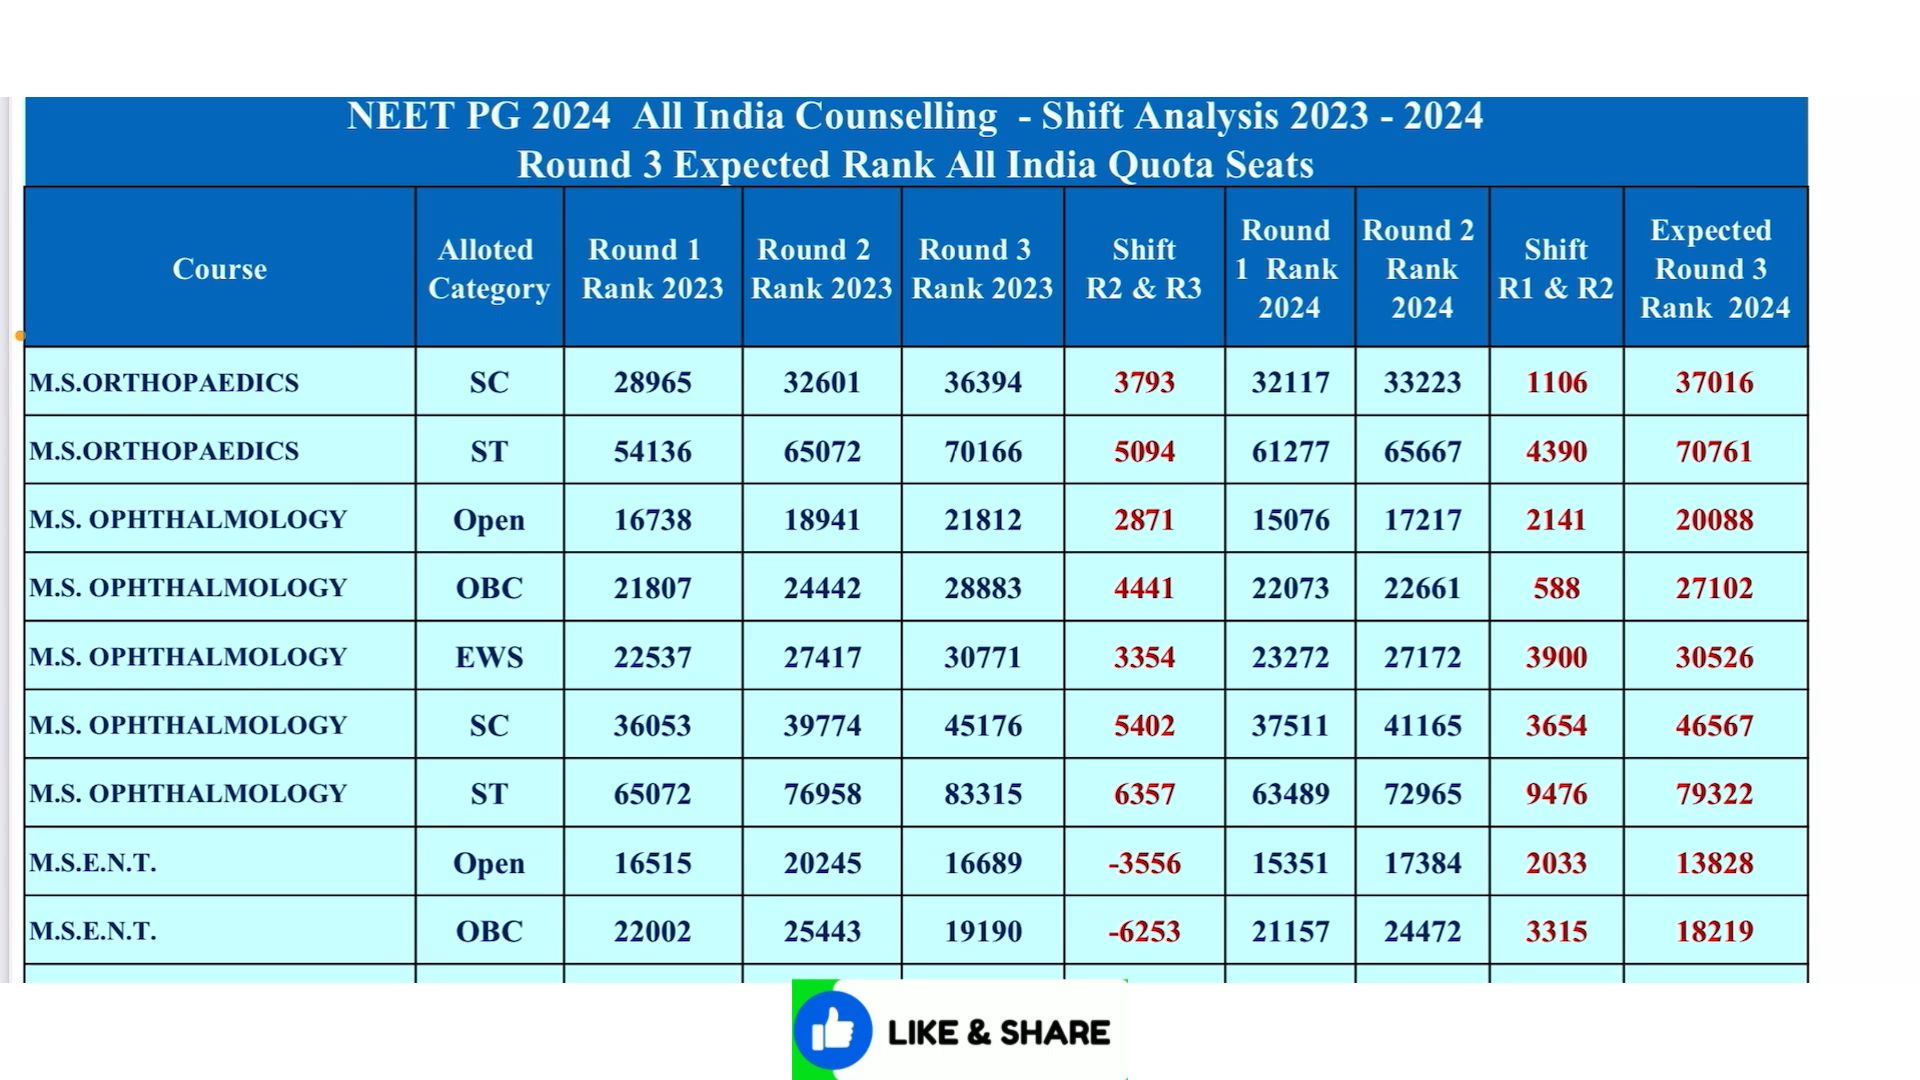 NEET PG 2024 All India Counselling - Shift Analysis 2023 - 2024
Round 3 Expected Rank All India Quota Seats
Course Alloted Category Round 1 Rank 2023 Round 2 Rank 2023 Round 3 Rank 2023 Shift R2 & R3 Round 1 Rank 2024 Round 2 Rank 2024 Shift R1 & R2 Expected Round 3 Rank 2024
M.S.ORTHOPAEDICS SC 28965 32601 36394 3793 32117 33223 1106 37016
M.S.ORTHOPAEDICS ST 54136 65072 70166 5094 61277 65667 4390 70761
M.S. OPHTHALMOLOGY Open 16738 18941 21812 2871 15076 17217 2141 20088
M.S. OPHTHALMOLOGY OBC 21807 24442 28883 4441 22073 22661 588 27102
M.S. OPHTHALMOLOGY EWS 22537 27417 30771 3354 23272 27172 3900 30526
M.S. OPHTHALMOLOGY SC 36053 39774 45176 5402 37511 41165 3654 46567
M.S. OPHTHALMOLOGY ST 65072 76958 83315 6357 63489 72965 9476 79322
M.S.E.N.T. Open 16515 20245 16689 -3556 15351 17384 2033 13828
M.S.E.N.T. OBC 22002 25443 19190 -6253 21157 24472 3315 18219
LIKE & SHARE